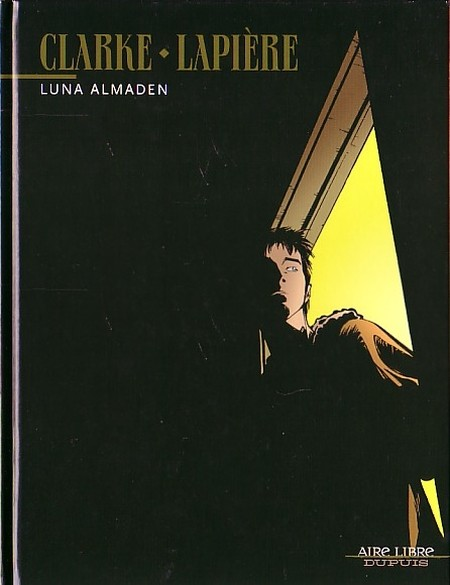 CLARKE • LAPIÈRE
LUNA ALMADEN
AIRE LIBRE
DUPUIS